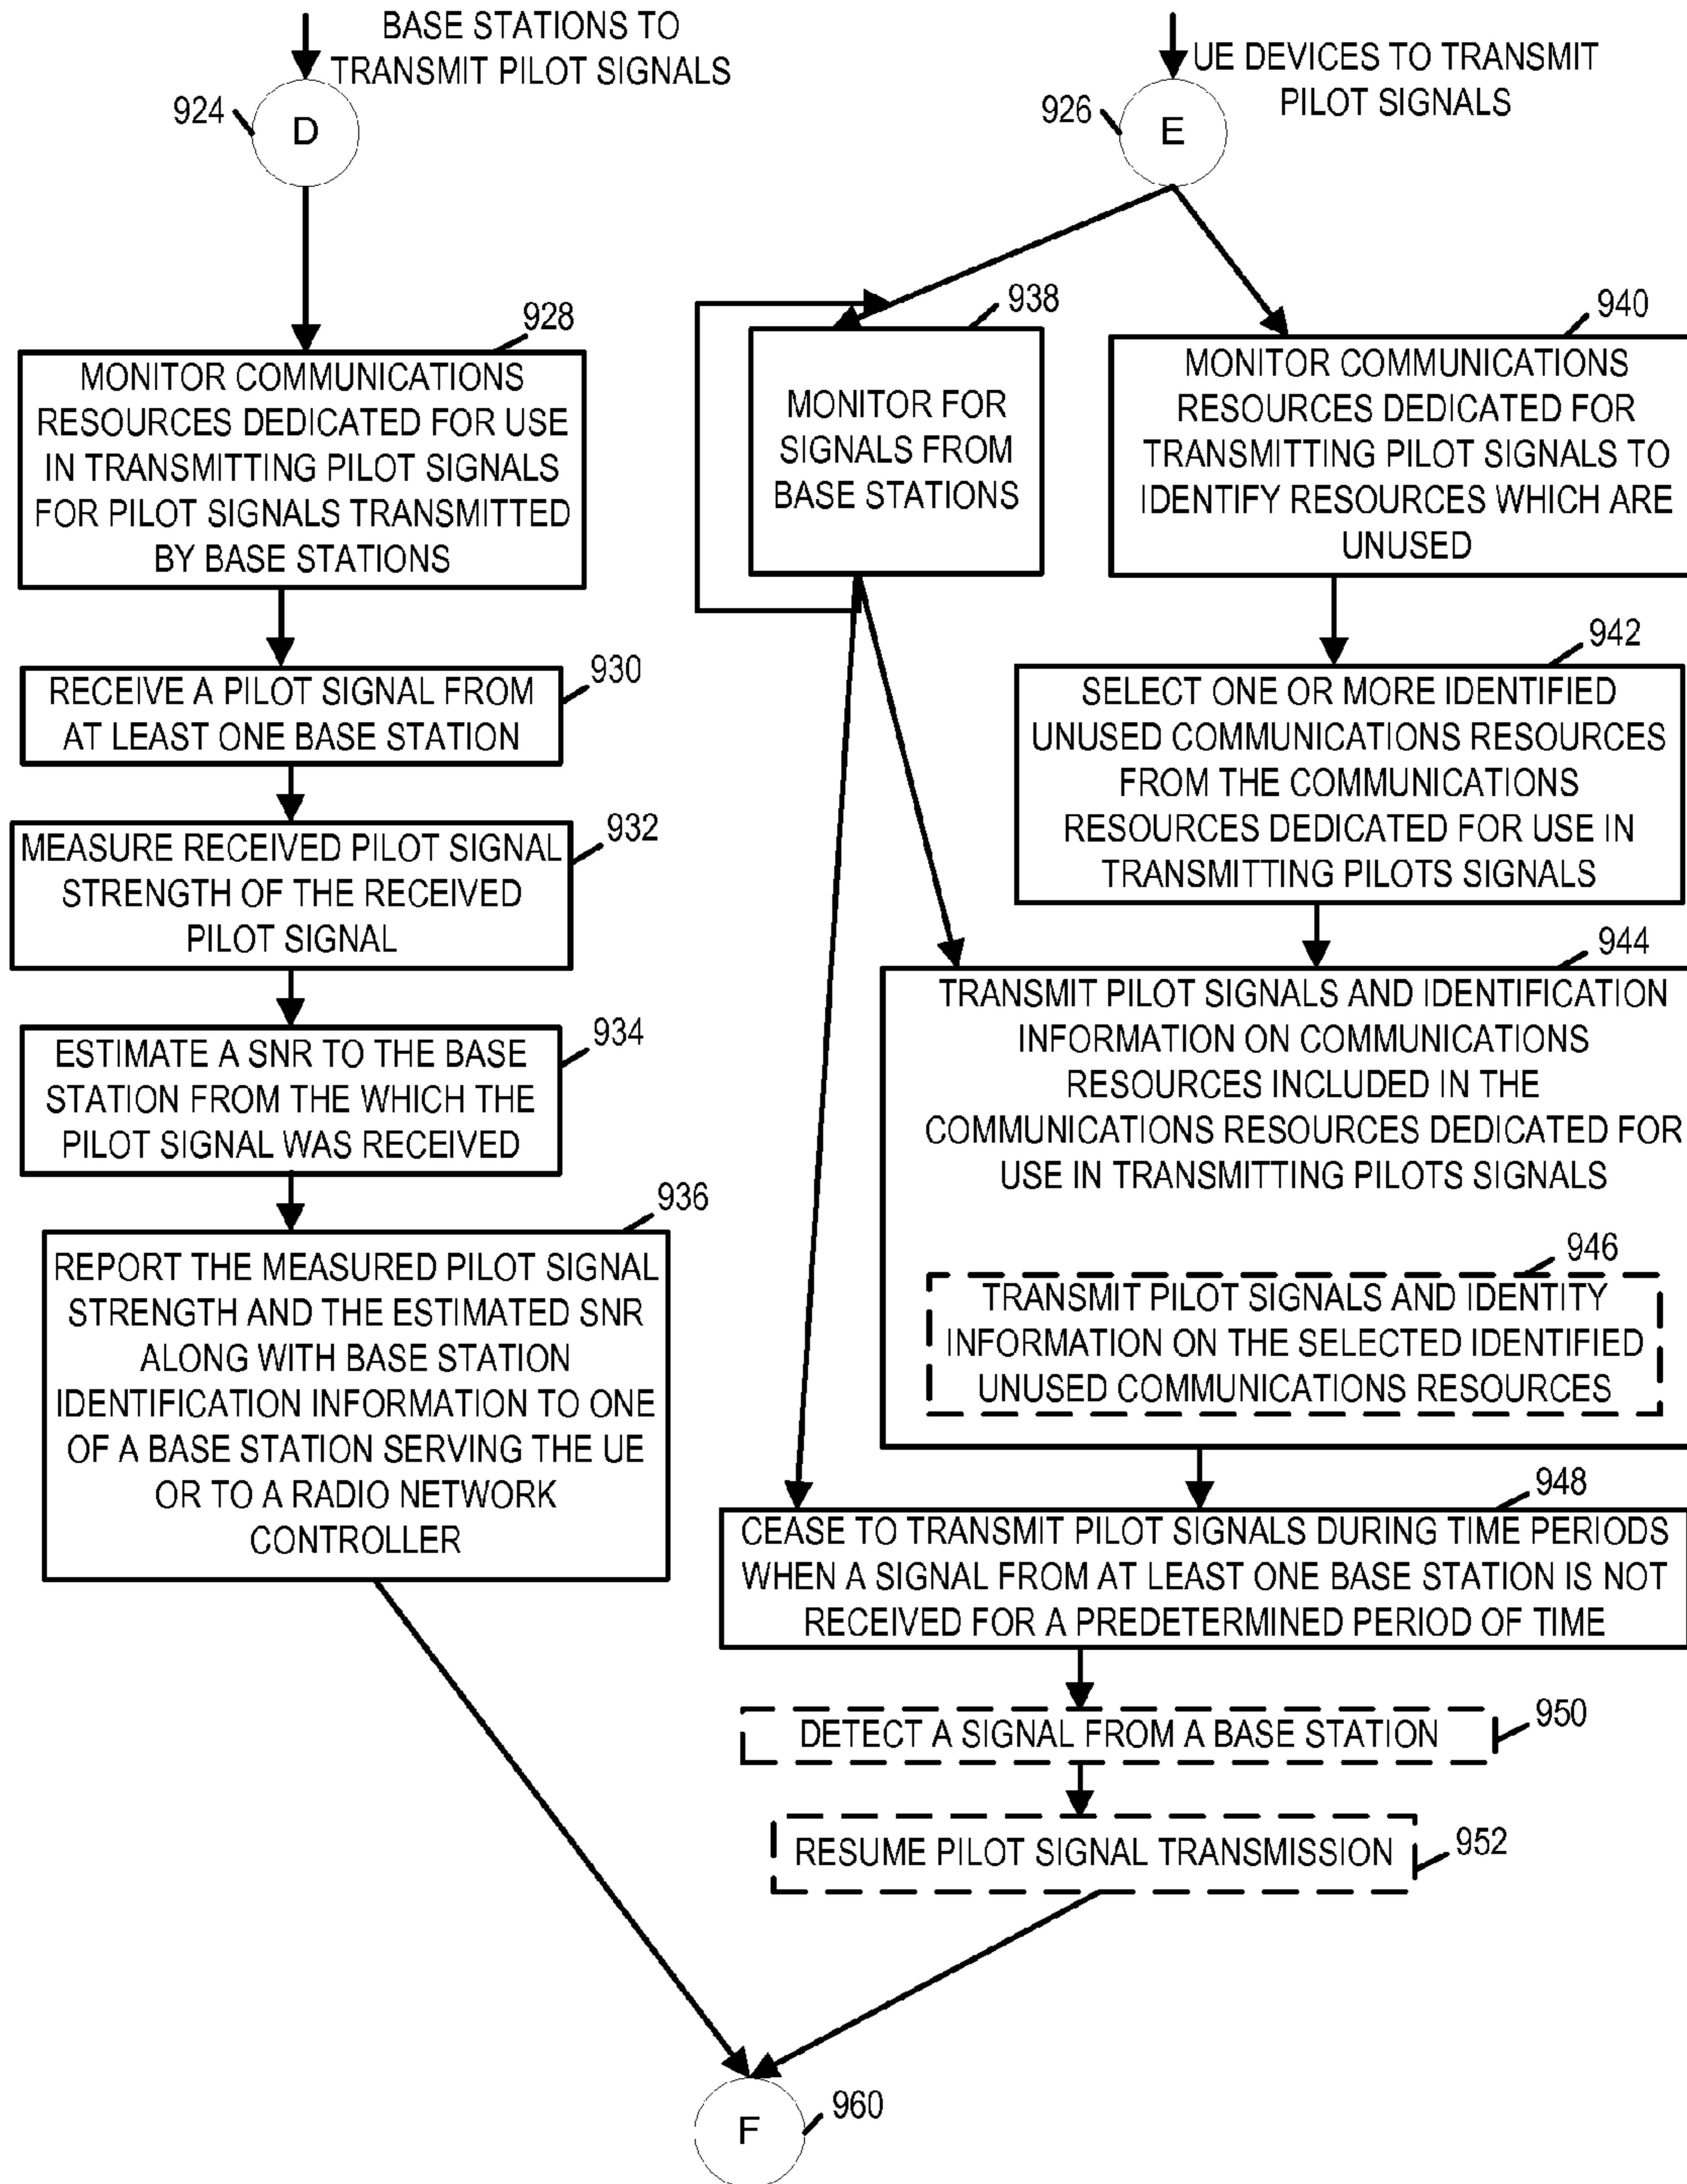 BASE STATIONS TO
TRANSMIT PILOT SIGNALS
924
D
928
MONITOR COMMUNICATIONS
RESOURCES DEDICATED FOR USE
IN TRANSMITTING PILOT SIGNALS
FOR PILOT SIGNALS TRANSMITTED
BY BASE STATIONS
930
RECEIVE A PILOT SIGNAL FROM
AT LEAST ONE BASE STATION
932
MEASURE RECEIVED PILOT SIGNAL
STRENGTH OF THE RECEIVED
PILOT SIGNAL
934
ESTIMATE A SNR TO THE BASE
STATION FROM THE WHICH THE
PILOT SIGNAL WAS RECEIVED
936
REPORT THE MEASURED PILOT SIGNAL
STRENGTH AND THE ESTIMATED SNR
ALONG WITH BASE STATION
IDENTIFICATION INFORMATION TO ONE
OF A BASE STATION SERVING THE UE
OR TO A RADIO NETWORK
CONTROLLER
UE DEVICES TO TRANSMIT
PILOT SIGNALS
926
E
938
MONITOR FOR
SIGNALS FROM
BASE STATIONS
940
MONITOR COMMUNICATIONS
RESOURCES DEDICATED FOR
TRANSMITTING PILOT SIGNALS TO
IDENTIFY RESOURCES WHICH ARE
UNUSED
942
SELECT ONE OR MORE IDENTIFIED
UNUSED COMMUNICATIONS RESOURCES
FROM THE COMMUNICATIONS
RESOURCES DEDICATED FOR USE IN
TRANSMITTING PILOTS SIGNALS
944
TRANSMIT PILOT SIGNALS AND IDENTIFICATION
INFORMATION ON COMMUNICATIONS
RESOURCES INCLUDED IN THE
COMMUNICATIONS RESOURCES DEDICATED FOR
USE IN TRANSMITTING PILOTS SIGNALS
946
TRANSMIT PILOT SIGNALS AND IDENTITY
INFORMATION ON THE SELECTED IDENTIFIED
UNUSED COMMUNICATIONS RESOURCES
948
CEASE TO TRANSMIT PILOT SIGNALS DURING TIME PERIODS
WHEN A SIGNAL FROM AT LEAST ONE BASE STATION IS NOT
RECEIVED FOR A PREDETERMINED PERIOD OF TIME
950
DETECT A SIGNAL FROM A BASE STATION
952
RESUME PILOT SIGNAL TRANSMISSION
F
960